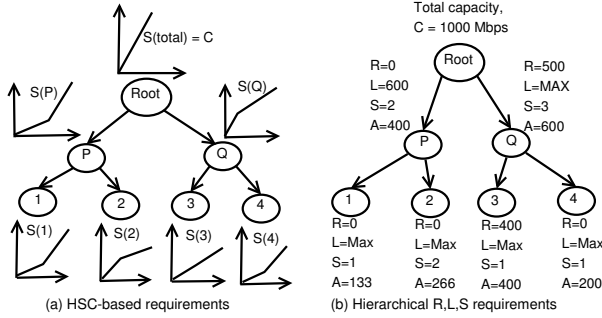 S(total) = C
Root
S(P)
S(Q)
P
Q
1
2
3
4
S(1)
S(2)
S(3)
S(4)
(a) HSC-based requirements
Total capacity,
C = 1000 Mbps
Root
R=0
L=600
S=2
A=400
R=500
L=MAX
S=3
A=600
P
Q
1
2
3
4
R=0
L=Max
S=1
A=133
R=0
L=Max
S=2
A=266
R=400
L=Max
S=1
A=400
R=0
L=Max
S=1
A=200
(b) Hierarchical R,L,S requirements